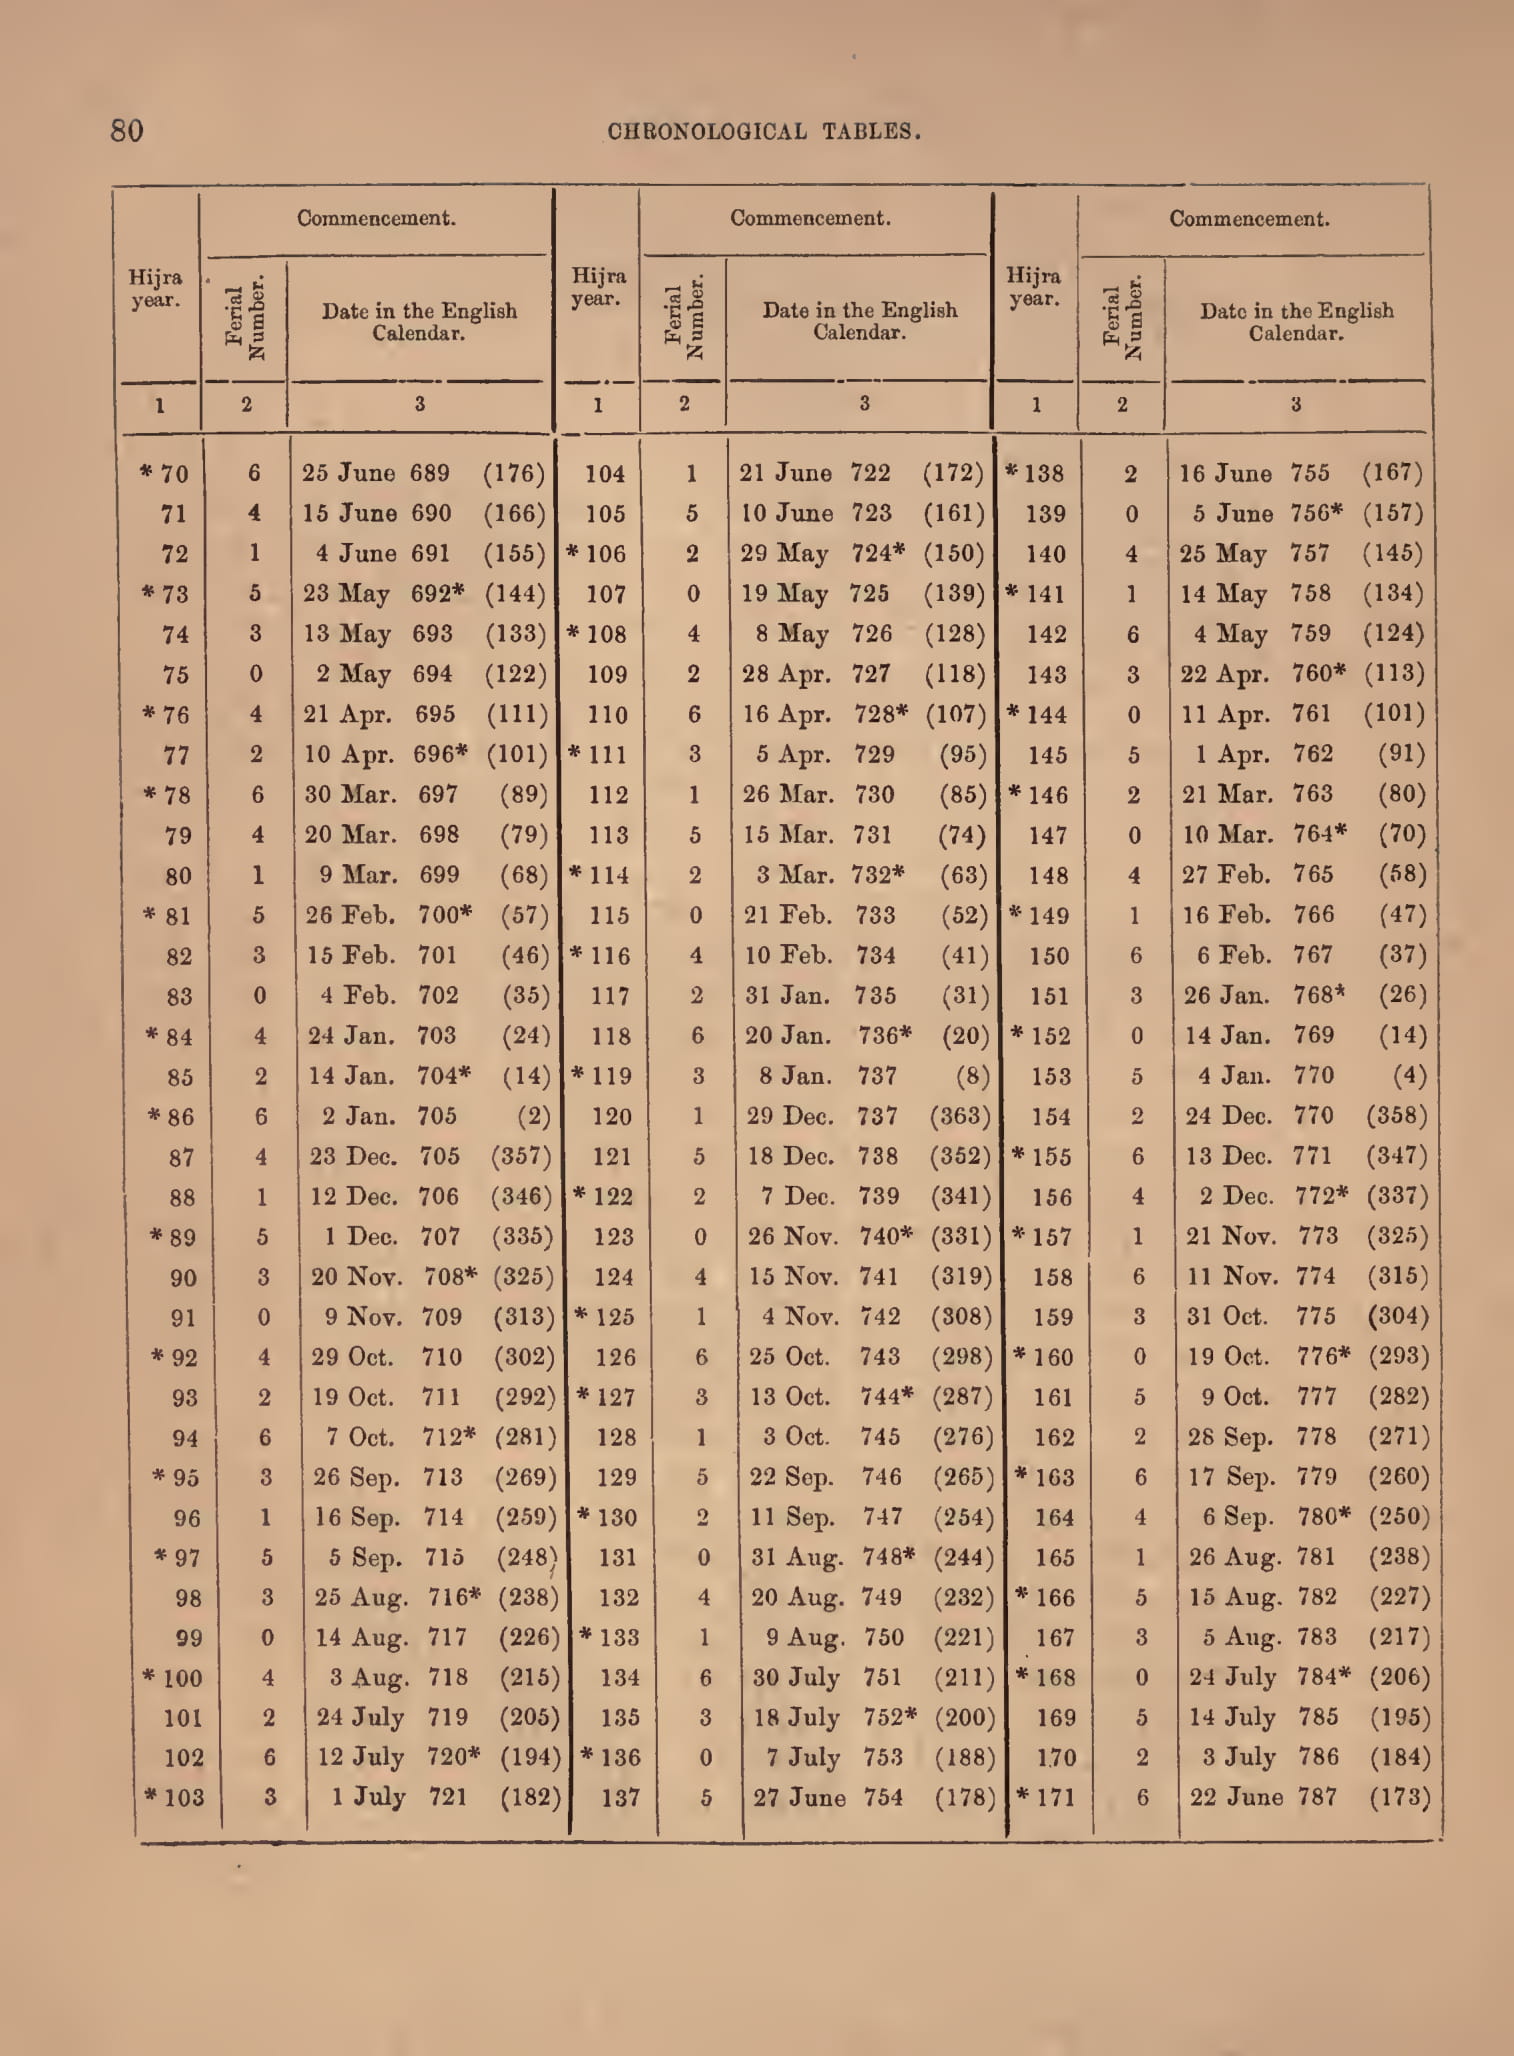 80 CHRONOLOGICAL TABLES.
Hijra year. Commencement. Hijra year. Commencement. Hijra year. Commencement.
Ferial Number. Date in the English Calendar. Ferial Number. Date in the English Calendar. Ferial Number. Date in the English Calendar.
1 2 3 1 2 3 1 2 3
* 70 6 25 June 689 (176) 104 1 21 June 722 (172) * 138 2 16 June 755 (167)
71 4 15 June 690 (166) 105 5 10 June 723 (161) 139 0 5 June 756* (157)
72 1 4 June 691 (155) * 106 2 29 May 724* (150) 140 4 25 May 757 (145)
* 73 5 23 May 692* (144) 107 0 19 May 725 (139) * 141 1 14 May 758 (134)
74 3 13 May 693 (133) * 108 4 8 May 726 (128) 142 6 4 May 759 (124)
75 0 2 May 694 (122) 109 2 28 Apr. 727 (118) 143 3 22 Apr. 760* (113)
* 76 4 21 Apr. 695 (111) 110 6 16 Apr. 728* (107) * 144 0 11 Apr. 761 (101)
77 2 10 Apr. 696* (101) * 111 3 5 Apr. 729 (95) 145 5 1 Apr. 762 (91)
* 78 6 30 Mar. 697 (89) 112 1 26 Mar. 730 (85) * 146 2 21 Mar. 763 (80)
79 4 20 Mar. 698 (79) 113 5 15 Mar. 731 (74) 147 0 10 Mar. 764* (70)
80 1 9 Mar. 699 (68) * 114 2 3 Mar. 732* (63) 148 4 27 Feb. 765 (58)
* 81 5 26 Feb. 700* (57) 115 0 21 Feb. 733 (52) * 149 1 16 Feb. 766 (47)
82 3 15 Feb. 701 (46) * 116 4 10 Feb. 734 (41) 150 6 6 Feb. 767 (37)
83 0 4 Feb. 702 (35) 117 2 31 Jan. 735 (31) 151 3 26 Jan. 768* (26)
* 84 4 24 Jan. 703 (24) 118 6 20 Jan. 736* (20) * 152 0 14 Jan. 769 (14)
85 2 14 Jan. 704* (14) * 119 3 8 Jan. 737 (8) 153 5 4 Jan. 770 (4)
* 86 6 2 Jan. 705 (2) 120 1 29 Dec. 737 (363) 154 2 24 Dec. 770 (358)
87 4 23 Dec. 705 (357) 121 5 18 Dec. 738 (352) * 155 6 13 Dec. 771 (347)
88 1 12 Dec. 706 (346) * 122 2 7 Dec. 739 (341) 156 4 2 Dec. 772* (337)
* 89 5 1 Dec. 707 (335) 123 0 26 Nov. 740* (331) * 157 1 21 Nov. 773 (325)
90 3 20 Nov. 708* (325) 124 4 15 Nov. 741 (319) 158 6 11 Nov. 774 (315)
91 0 9 Nov. 709 (313) * 125 1 4 Nov. 742 (308) 159 3 31 Oct. 775 (304)
* 92 4 29 Oct. 710 (302) 126 6 25 Oct. 743 (298) * 160 0 19 Oct. 776* (293)
93 2 19 Oct. 711 (292) * 127 3 13 Oct. 744* (287) 161 5 9 Oct. 777 (282)
94 6 7 Oct. 712* (281) 128 1 3 Oct. 745 (276) 162 2 28 Sep. 778 (271)
* 95 3 26 Sep. 713 (269) 129 5 22 Sep. 746 (265) * 163 6 17 Sep. 779 (260)
96 1 16 Sep. 714 (259) * 130 2 11 Sep. 747 (254) 164 4 6 Sep. 780* (250)
* 97 5 5 Sep. 715 (248) 131 0 31 Aug. 748* (244) 165 1 26 Aug. 781 (238)
98 3 25 Aug. 716* (238) 132 4 20 Aug. 749 (232) * 166 5 15 Aug. 782 (227)
99 0 14 Aug. 717 (226) * 133 1 9 Aug. 750 (221) 167 3 5 Aug. 783 (217)
* 100 4 3 Aug. 718 (215) 134 6 30 July 751 (211) * 168 0 24 July 784* (206)
101 2 24 July 719 (205) 135 3 18 July 752* (200) 169 5 14 July 785 (195)
102 6 12 July 720* (194) * 136 0 7 July 753 (188) 170 2 3 July 786 (184)
* 103 3 1 July 721 (182) 137 5 27 June 754 (178) * 171 6 22 June 787 (173)